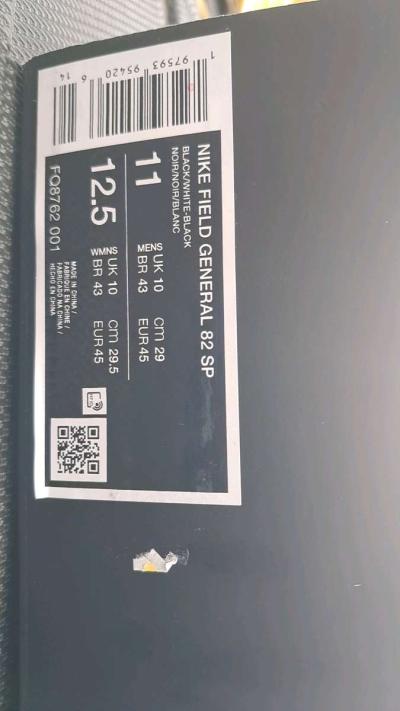 NIKE FIELD GENERAL 82 SP
BLACK/WHITE-BLACK
NOIR/NOIR/BLANC
11
MENS UK 10 cm 29
BR 43 EUR 45
12.5
WMNS UK 10 cm 29.5
BR 43 EUR 45
FQ8762 001
MADE IN CHINA /
FABRIQUE EN CHINE /
FABRICADO NA CHINA /
HECHO EN CHINA
1 97593 95420 6 14